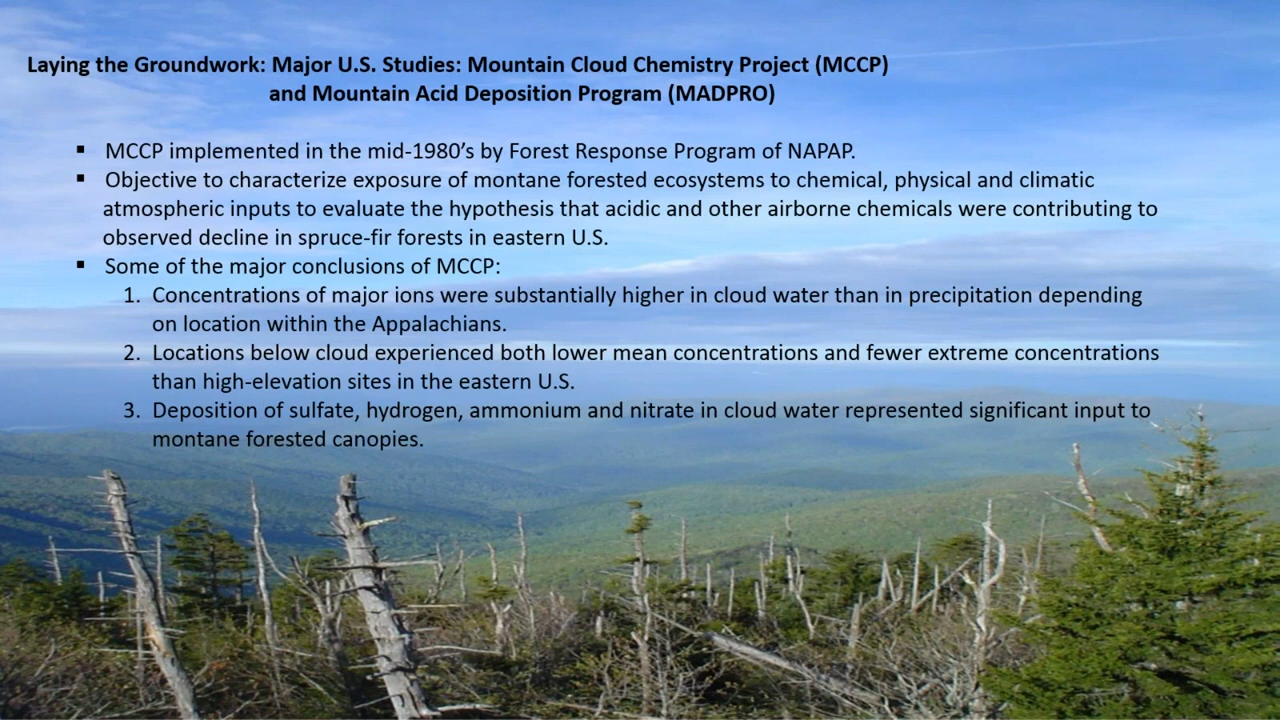 Laying the Groundwork: Major U.S. Studies: Mountain Cloud Chemistry Project (MCCP)
and Mountain Acid Deposition Program (MADPRO)
▪ MCCP implemented in the mid-1980’s by Forest Response Program of NAPAP.
▪ Objective to characterize exposure of montane forested ecosystems to chemical, physical and climatic
atmospheric inputs to evaluate the hypothesis that acidic and other airborne chemicals were contributing to
observed decline in spruce-fir forests in eastern U.S.
▪ Some of the major conclusions of MCCP:
1. Concentrations of major ions were substantially higher in cloud water than in precipitation depending
on location within the Appalachians.
2. Locations below cloud experienced both lower mean concentrations and fewer extreme concentrations
than high-elevation sites in the eastern U.S.
3. Deposition of sulfate, hydrogen, ammonium and nitrate in cloud water represented significant input to
montane forested canopies.